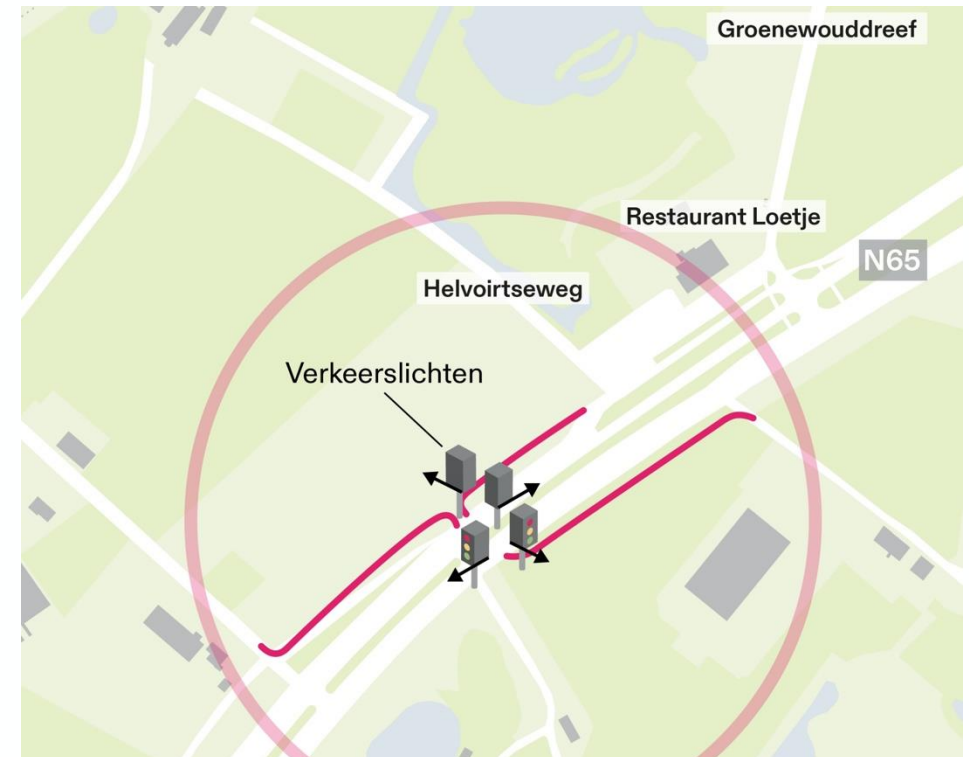 Groenewouddreef
Restaurant Loetje
N65
Helvoirtseweg
Verkeerslichten